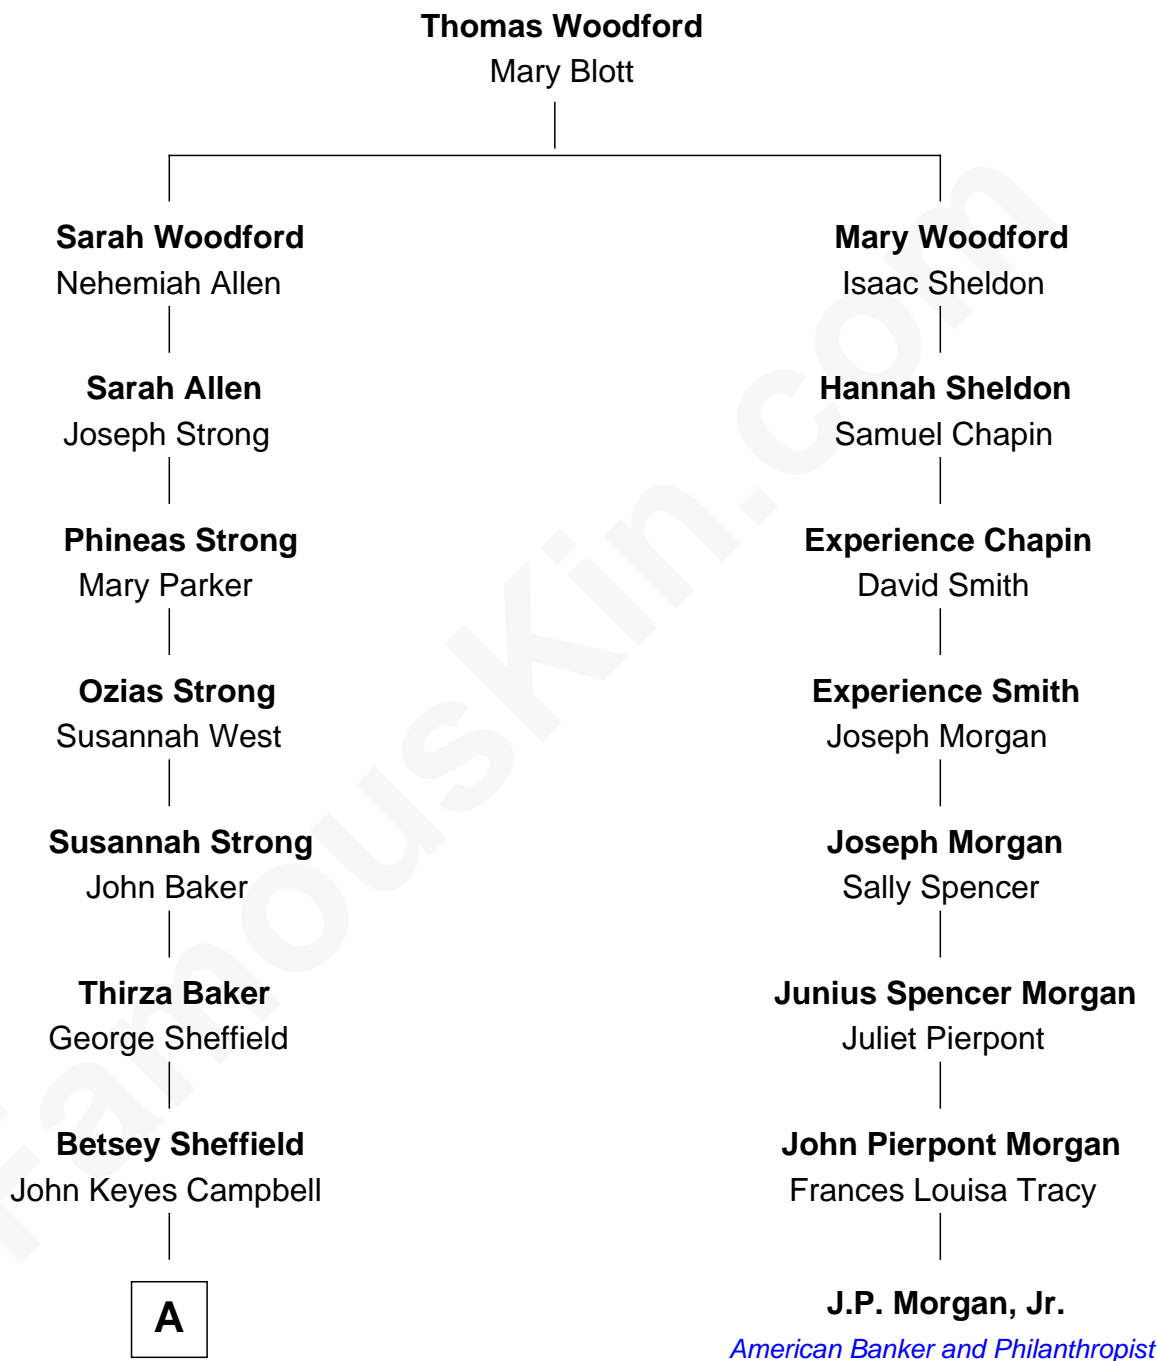 Thomas Woodford
Mary Blott
Sarah Woodford
Nehemiah Allen
Mary Woodford
Isaac Sheldon
Sarah Allen
Joseph Strong
Hannah Sheldon
Samuel Chapin
Phineas Strong
Mary Parker
Experience Chapin
David Smith
Ozias Strong
Susannah West
Experience Smith
Joseph Morgan
Susannah Strong
John Baker
Joseph Morgan
Sally Spencer
Thirza Baker
George Sheffield
Junius Spencer Morgan
Juliet Pierpont
Betsey Sheffield
John Keyes Campbell
John Pierpont Morgan
Frances Louisa Tracy
A
J.P. Morgan, Jr.
American Banker and Philanthropist
FamousKin.com